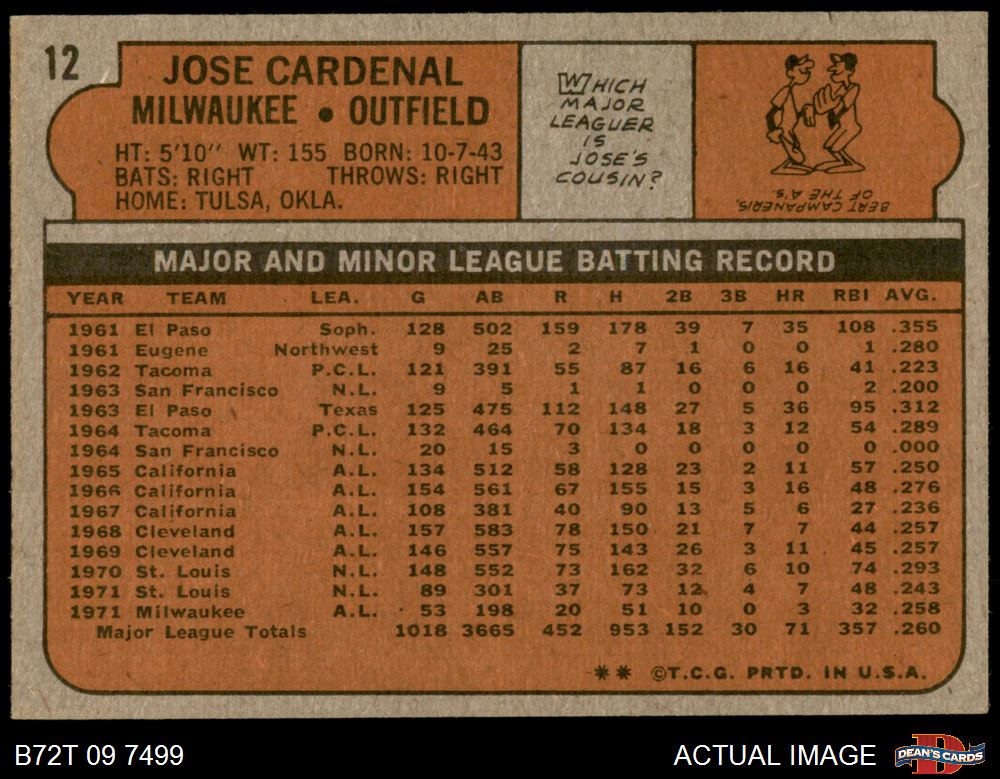 12
JOSE CARDENAL
MILWAUKEE • OUTFIELD
HT: 5'10" WT: 155 BORN: 10-7-43
BATS: RIGHT THROWS: RIGHT
HOME: TULSA, OKLA.
WHICH
MAJOR
LEAGUER
IS
JOSE'S
COUSIN?
BERT CAMPANERIS,
OF THE A'S.
MAJOR AND MINOR LEAGUE BATTING RECORD
YEAR TEAM LEA. G AB R H 2B 3B HR RBI AVG.
1961 El Paso Soph. 128 502 159 178 39 7 35 108 .355
1961 Eugene Northwest 9 25 2 7 1 0 0 1 .280
1962 Tacoma P.C.L. 121 391 55 87 16 6 16 41 .223
1963 San Francisco N.L. 9 5 1 1 0 0 0 2 .200
1963 El Paso Texas 125 475 112 148 27 5 36 95 .312
1964 Tacoma P.C.L. 132 464 70 134 18 3 12 54 .289
1964 San Francisco N.L. 20 15 3 0 0 0 0 0 .000
1965 California A.L. 134 512 58 128 23 2 11 57 .250
1966 California A.L. 154 561 67 155 15 3 16 48 .276
1967 California A.L. 108 381 40 90 13 5 6 27 .236
1968 Cleveland A.L. 157 583 78 150 21 7 7 44 .257
1969 Cleveland A.L. 146 557 75 143 26 3 11 45 .257
1970 St. Louis N.L. 148 552 73 162 32 6 10 74 .293
1971 St. Louis N.L. 89 301 37 73 12 4 7 48 .243
1971 Milwaukee A.L. 53 198 20 51 10 0 3 32 .258
Major League Totals 1018 3665 452 953 152 30 71 357 .260
** ©T.C.G. PRTD. IN U.S.A.
B72T 09 7499
ACTUAL IMAGE
DEAN'S CARDS